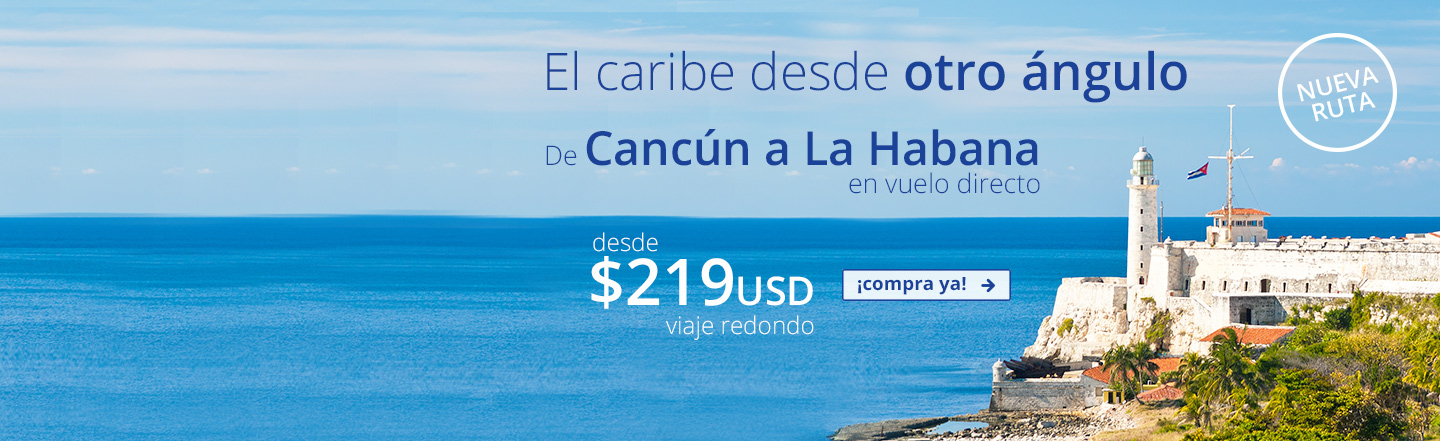 El caribe desde otro ángulo
NUEVA
RUTA
De Cancún a La Habana
en vuelo directo
desde
$219USD
viaje redondo
¡compra ya!